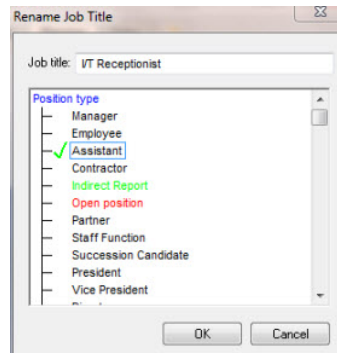 Rename Job Title
Job title: I/T Receptionist
Position type
Manager
Employee
Assistant
Contractor
Indirect Report
Open position
Partner
Staff Function
Succession Candidate
President
Vice President
OK Cancel